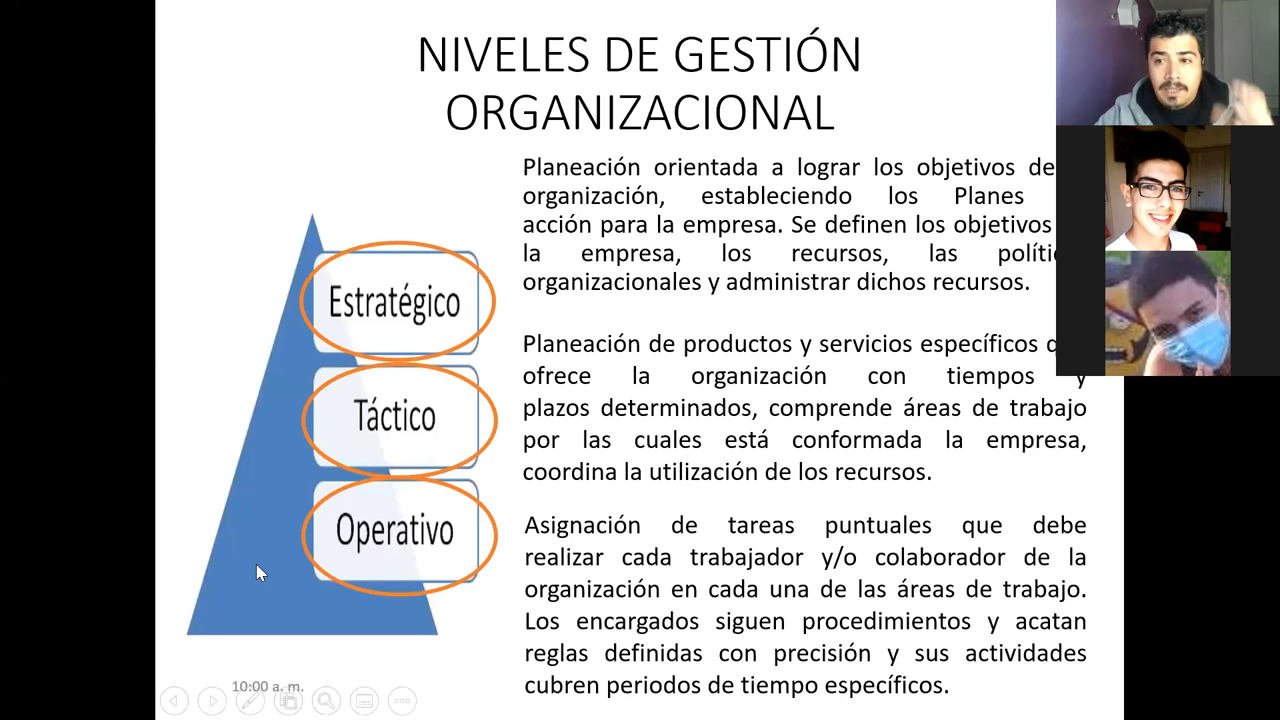 NIVELES DE GESTIÓN
ORGANIZACIONAL
Planeación orientada a lograr los objetivos de
organización, estableciendo los Planes
acción para la empresa. Se definen los objetivos
la empresa, los recursos, las
organizacionales y administrar dichos recursos.
Estratégico
Planeación de productos y servicios específicos
ofrece la organización con tiempos y
plazos determinados, comprende áreas de trabajo
por las cuales está conformada la empresa,
coordina la utilización de los recursos.
Táctico
Asignación de tareas puntuales que debe
realizar cada trabajador y/o colaborador de la
organización en cada una de las áreas de trabajo.
Los encargados siguen procedimientos y acatan
reglas definidas con precisión y sus actividades
cubren periodos de tiempo específicos.
Operativo
10:00 a. m.